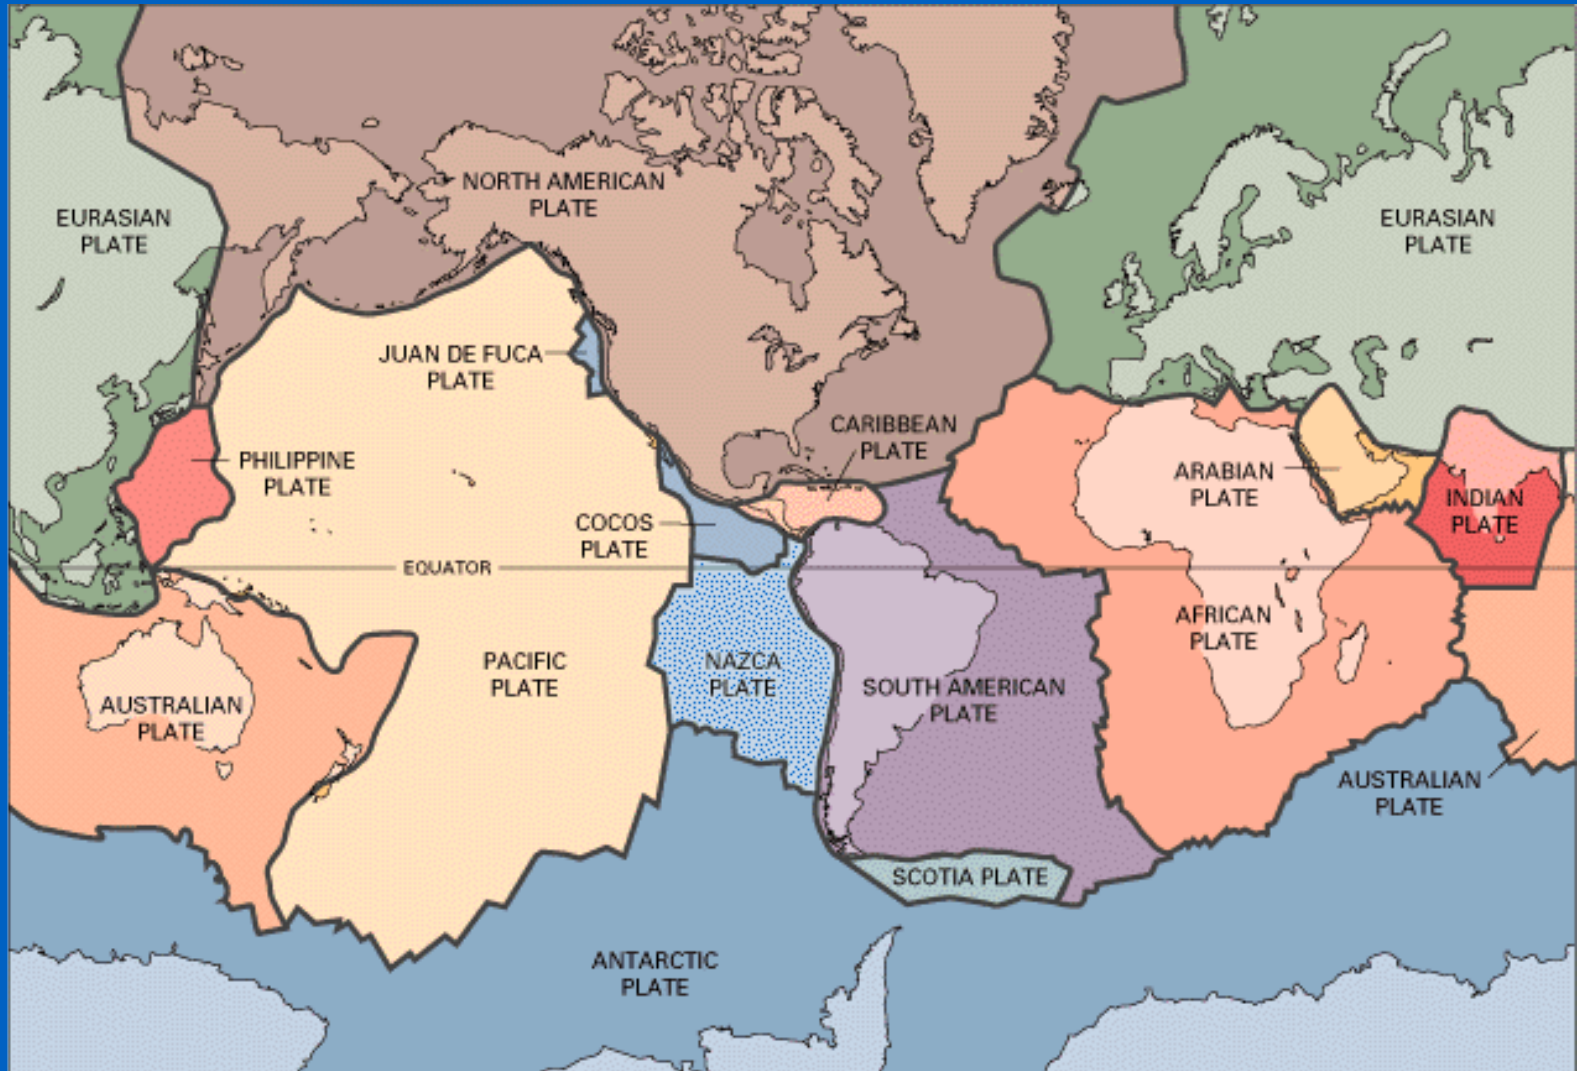 NORTH AMERICAN
PLATE
EURASIAN
PLATE
EURASIAN
PLATE
JUAN DE FUCA
PLATE
CARIBBEAN
PLATE
PHILIPPINE
PLATE
ARABIAN
PLATE
INDIAN
PLATE
COCOS
PLATE
EQUATOR
AFRICAN
PLATE
PACIFIC
PLATE
NAZCA
PLATE
SOUTH AMERICAN
PLATE
AUSTRALIAN
PLATE
AUSTRALIAN
PLATE
SCOTIA PLATE
ANTARCTIC
PLATE